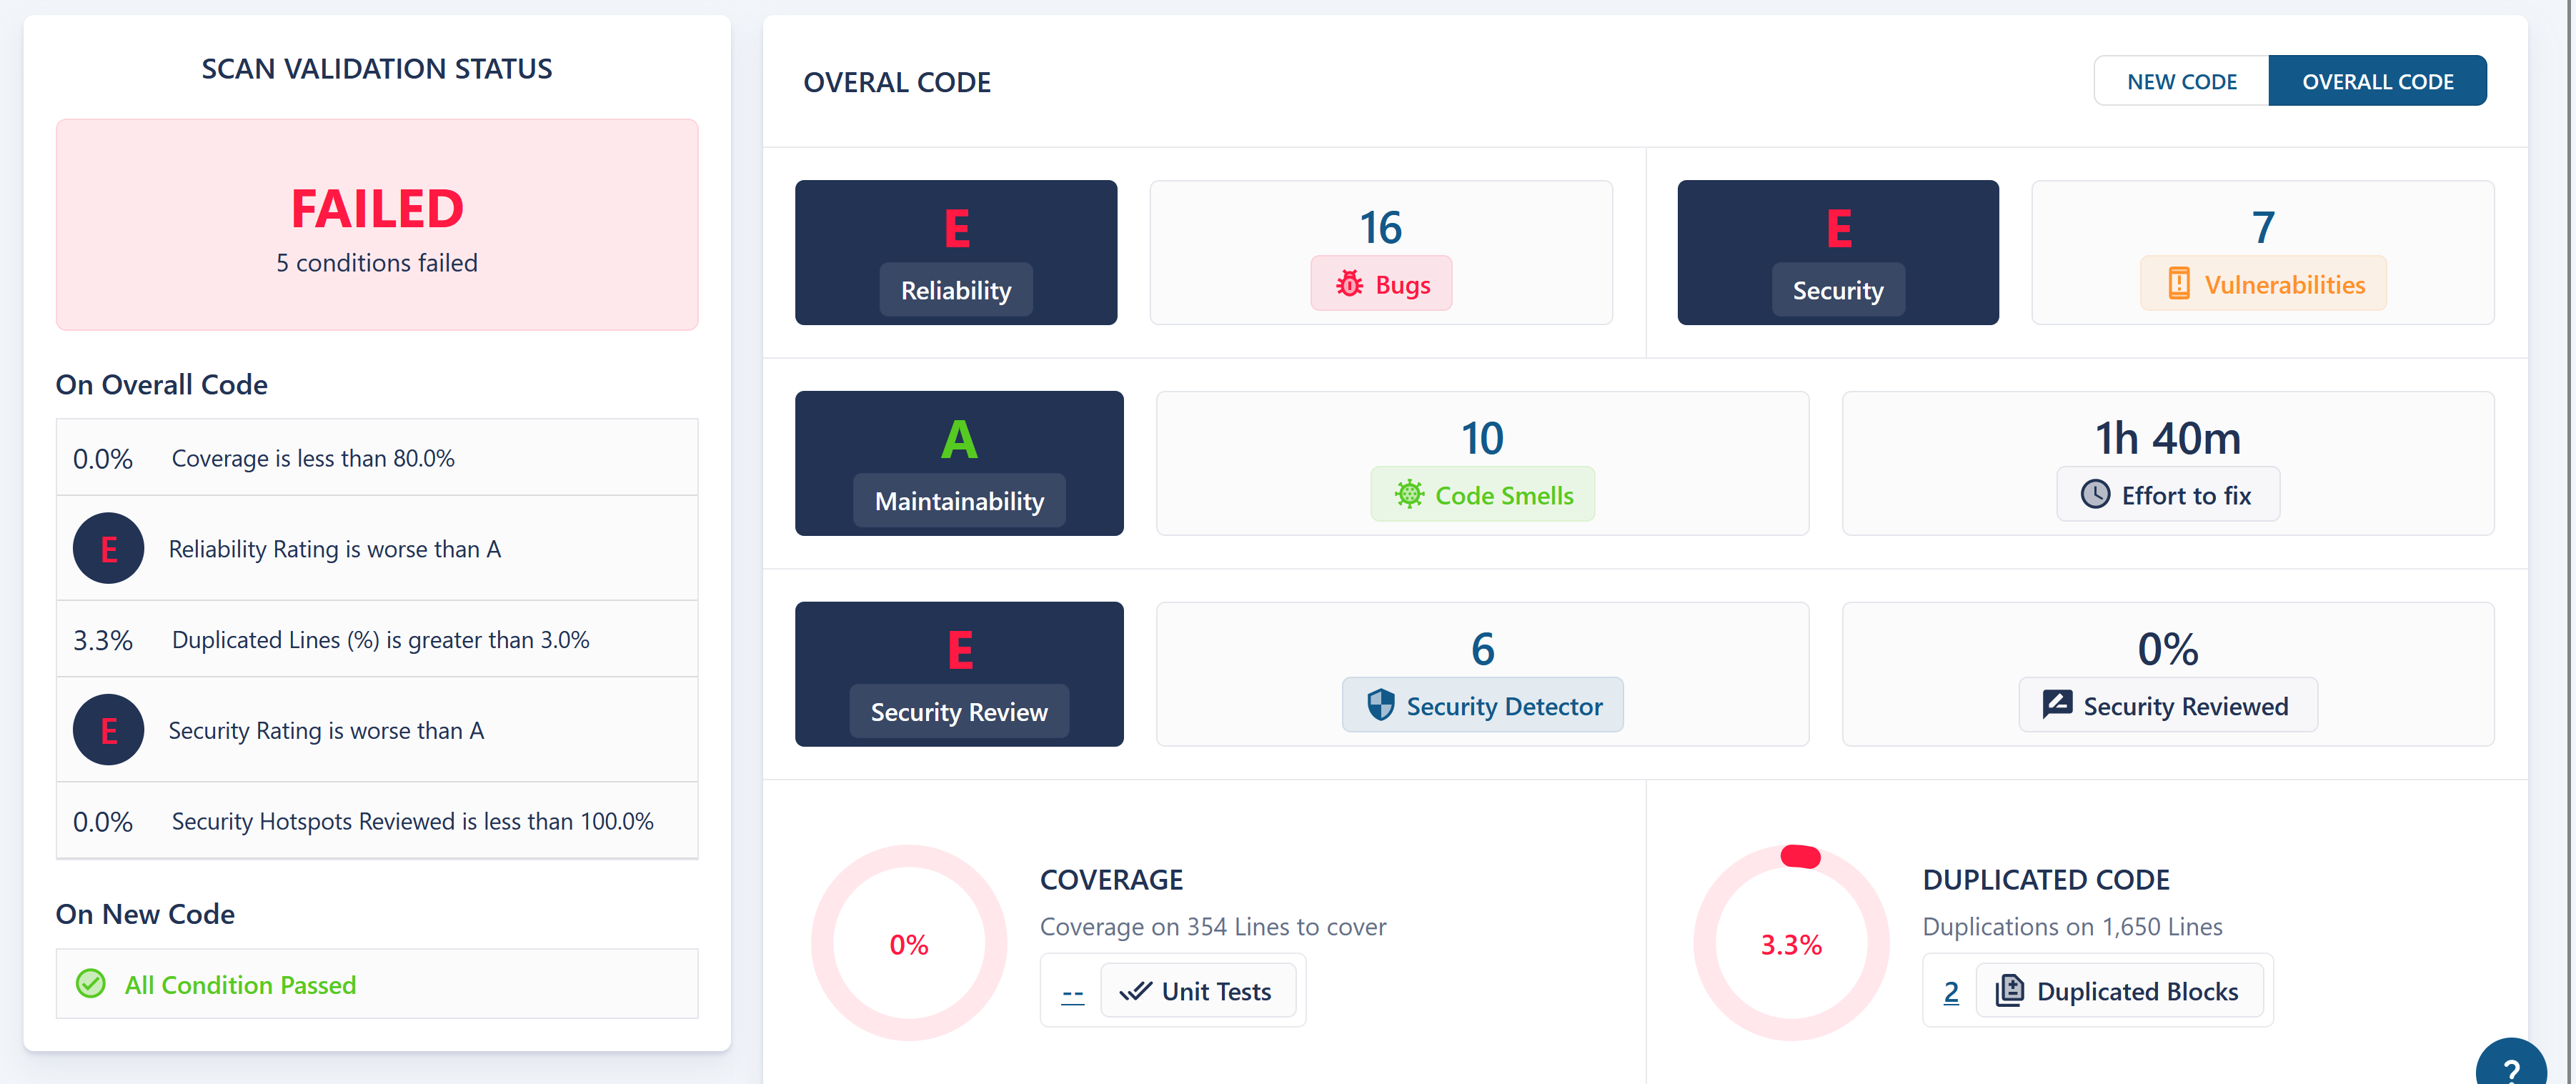 SCAN VALIDATION STATUS
FAILED
5 conditions failed
On Overall Code
0.0% Coverage is less than 80.0%
E Reliability Rating is worse than A
3.3% Duplicated Lines (%) is greater than 3.0%
E Security Rating is worse than A
0.0% Security Hotspots Reviewed is less than 100.0%
On New Code
All Condition Passed
OVERAL CODE
NEW CODE
OVERALL CODE
E
Reliability
16
Bugs
E
Security
7
Vulnerabilities
A
Maintainability
10
Code Smells
1h 40m
Effort to fix
E
Security Review
6
Security Detector
0%
Security Reviewed
0%
COVERAGE
Coverage on 354 Lines to cover
-- Unit Tests
3.3%
DUPLICATED CODE
Duplications on 1,650 Lines
2 Duplicated Blocks
?